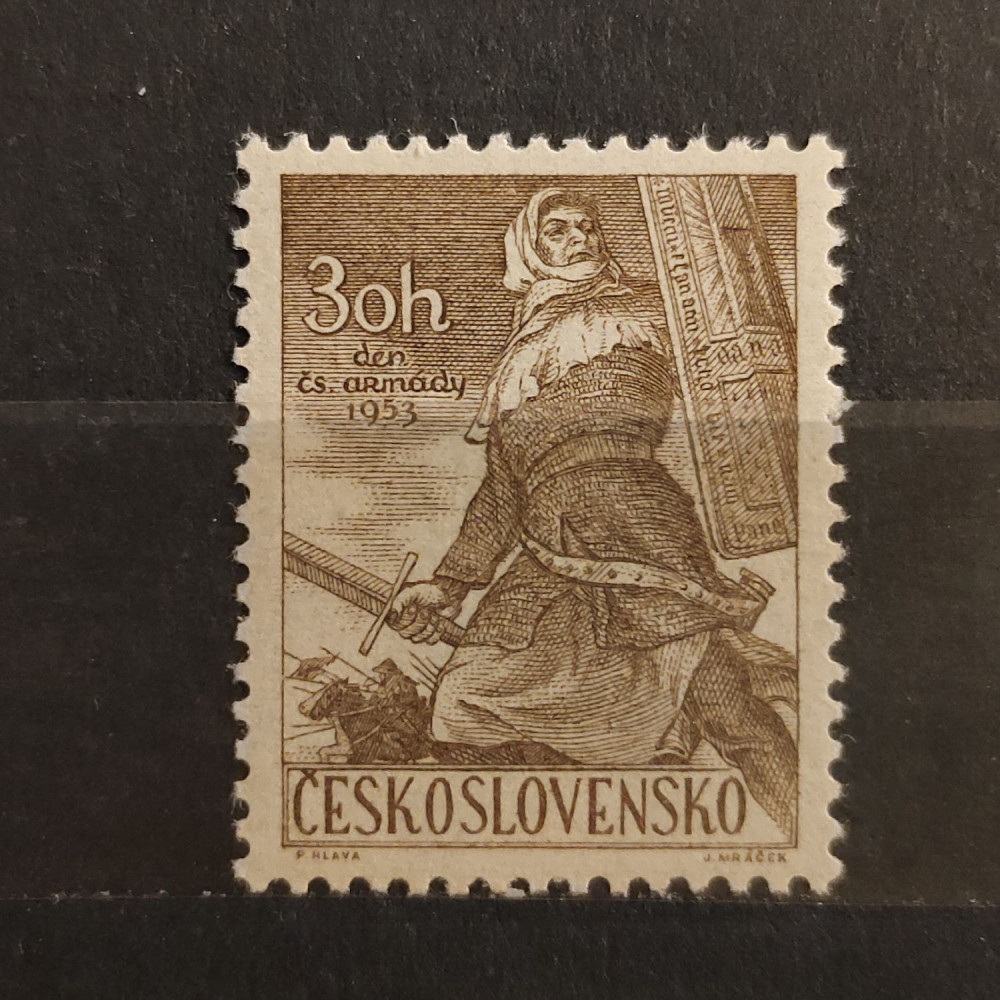 30h
den
čs. armády
1953
ČESKOSLOVENSKO
P. HLAVA
J. MRÁČEK